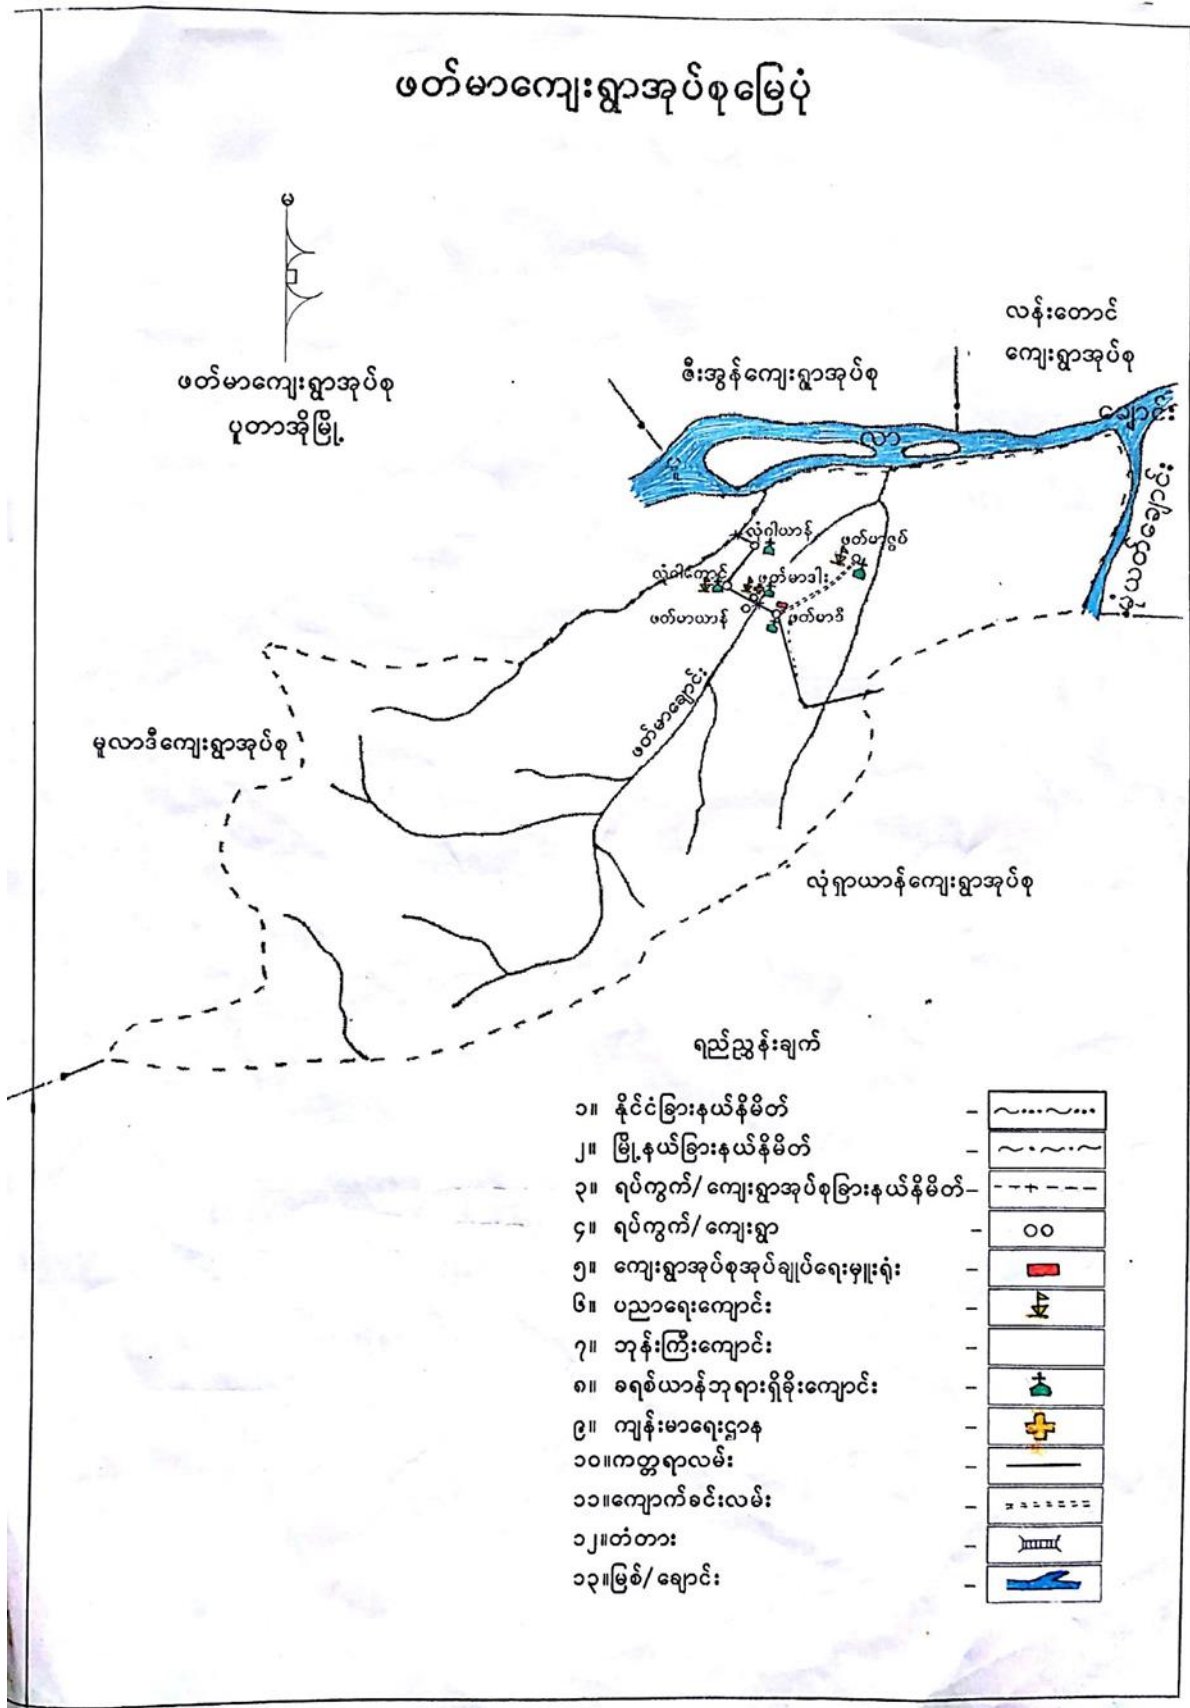 ဖတ်မာကျေးရွာအုပ်စုမြေပုံ
မ
ဖတ်မာကျေးရွာအုပ်စု
ပူတာအိုမြို့
လန်းတောင်
ကျေးရွာအုပ်စု
ဇီးအွန်ကျေးရွာအုပ်စု
ချောင်း
လာ
မူ
မုံယတ်ချောင်း
လုံဂါယာန်
ဖတ်မာဇွပ်
လုံဂါကောင်
ဖတ်မာဒါး
ဖတ်မာယာန်
ဖတ်မာဒီ
ဖတ်မာချောင်း
မူလာဒီကျေးရွာအုပ်စု
လုံရှာယာန်ကျေးရွာအုပ်စု
ရည်ညွှန်းချက်
၁။ နိုင်ငံခြားနယ်နိမိတ် -
၂။ မြို့နယ်ခြားနယ်နိမိတ် -
၃။ ရပ်ကွက်/ကျေးရွာအုပ်စုခြားနယ်နိမိတ် -
၄။ ရပ်ကွက်/ကျေးရွာ -
၅။ ကျေးရွာအုပ်စုအုပ်ချုပ်ရေးမှူးရုံး -
၆။ ပညာရေးကျောင်း -
၇။ ဘုန်းကြီးကျောင်း -
၈။ ခရစ်ယာန်ဘုရားရှိခိုးကျောင်း -
၉။ ကျန်းမာရေးဌာန -
၁၀။ကတ္တရာလမ်း -
၁၁။ကျောက်ခင်းလမ်း -
၁၂။တံတား -
၁၃။မြစ်/ချောင်း -